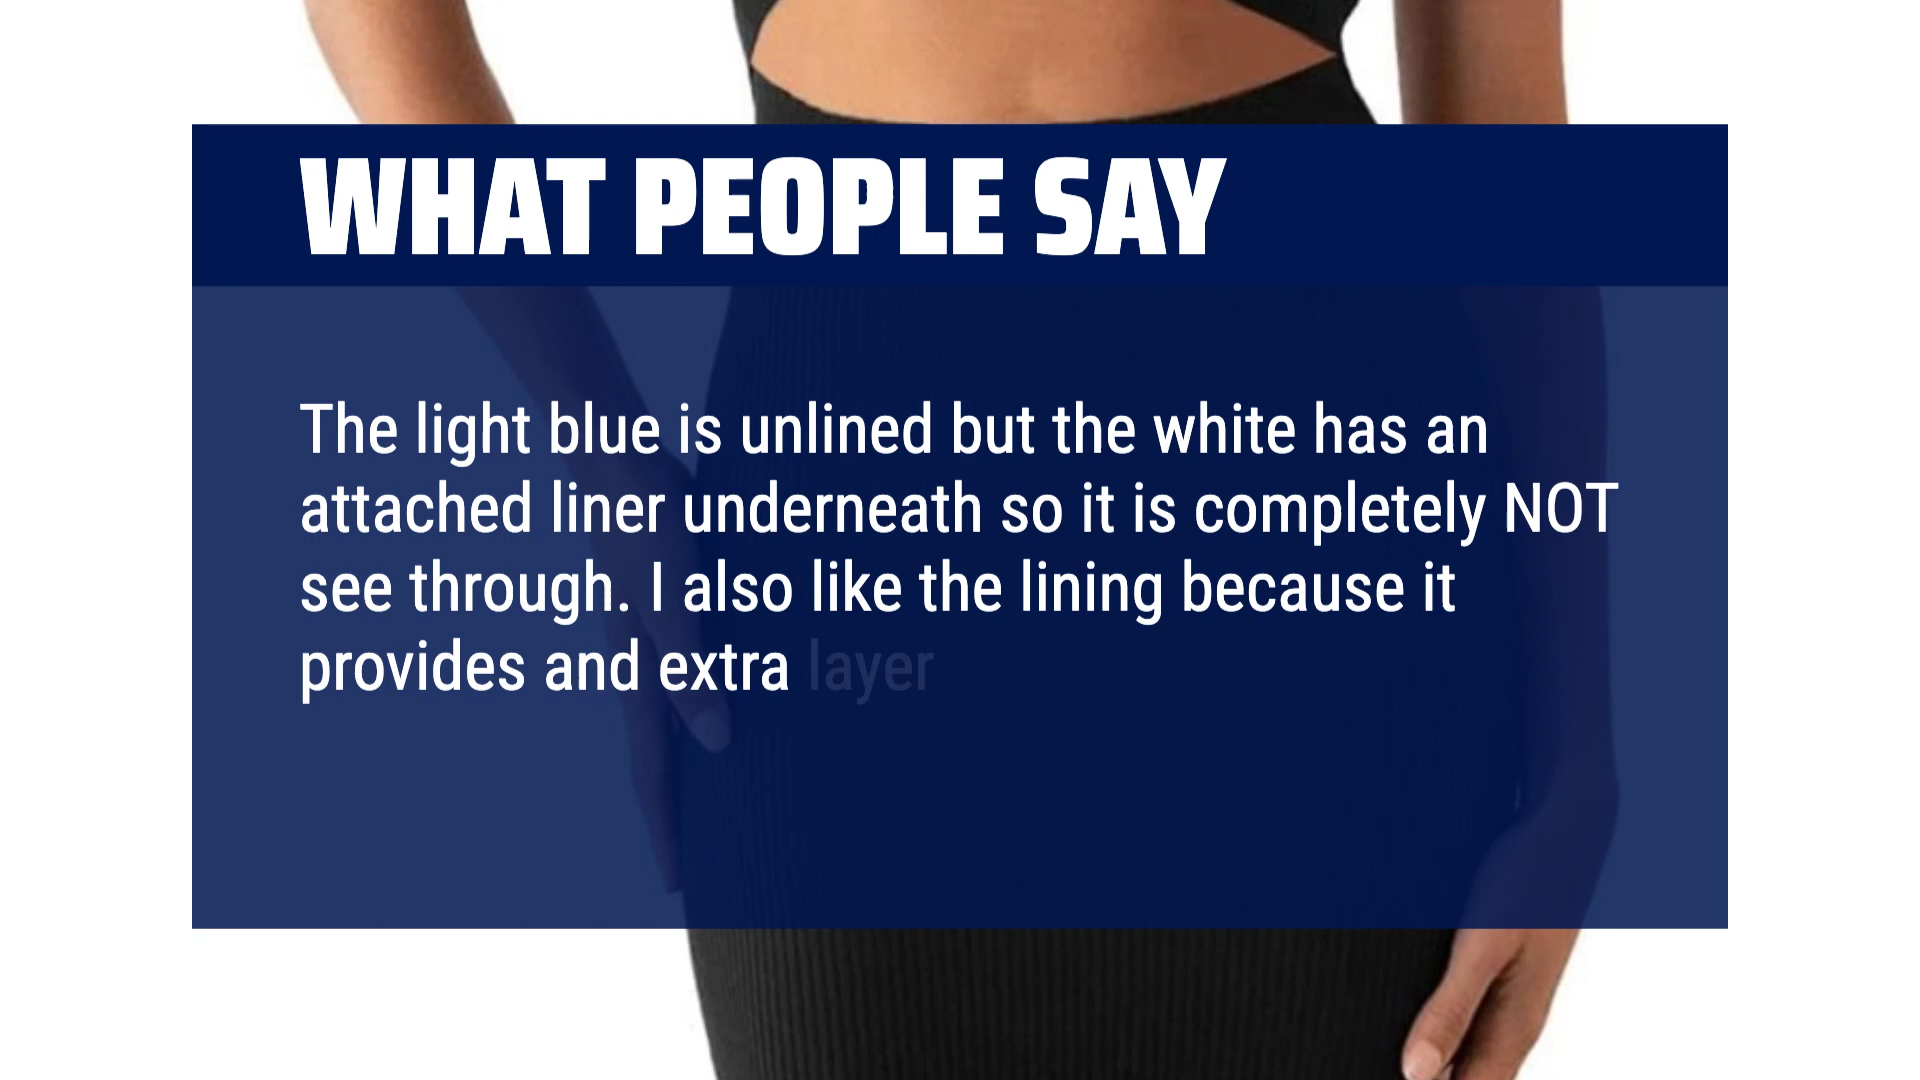 WHAT PEOPLE SAY
The light blue is unlined but the white has an
attached liner underneath so it is completely NOT
see through. I also like the lining because it
provides and extra layer